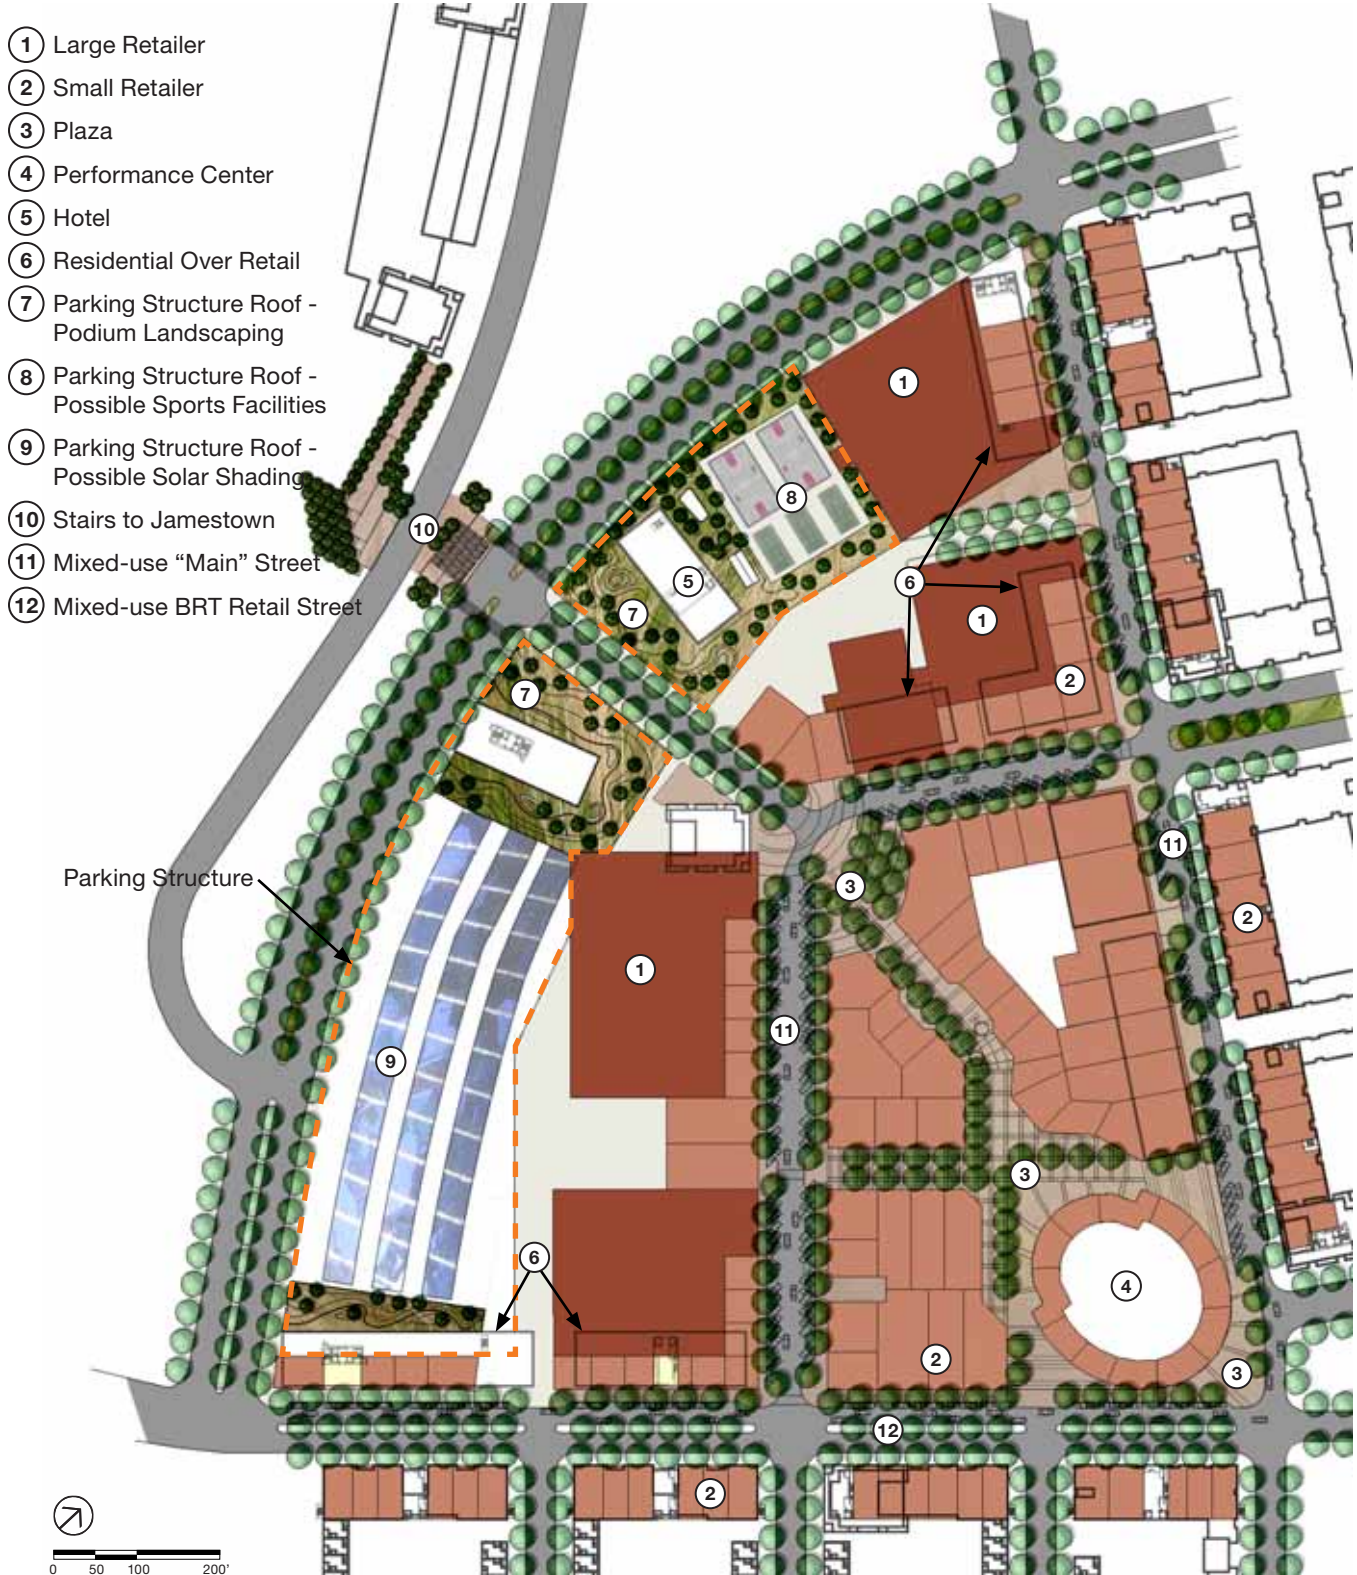 1 Large Retailer
2 Small Retailer
3 Plaza
4 Performance Center
5 Hotel
6 Residential Over Retail
7 Parking Structure Roof -
Podium Landscaping
8 Parking Structure Roof -
Possible Sports Facilities
9 Parking Structure Roof -
Possible Solar Shading
10 Stairs to Jamestown
11 Mixed-use “Main” Street
12 Mixed-use BRT Retail Street
1
8
10
6
5
7
1
2
7
11
Parking Structure
3
2
1
11
9
3
6
4
2
3
12
2
0 50 100 200’